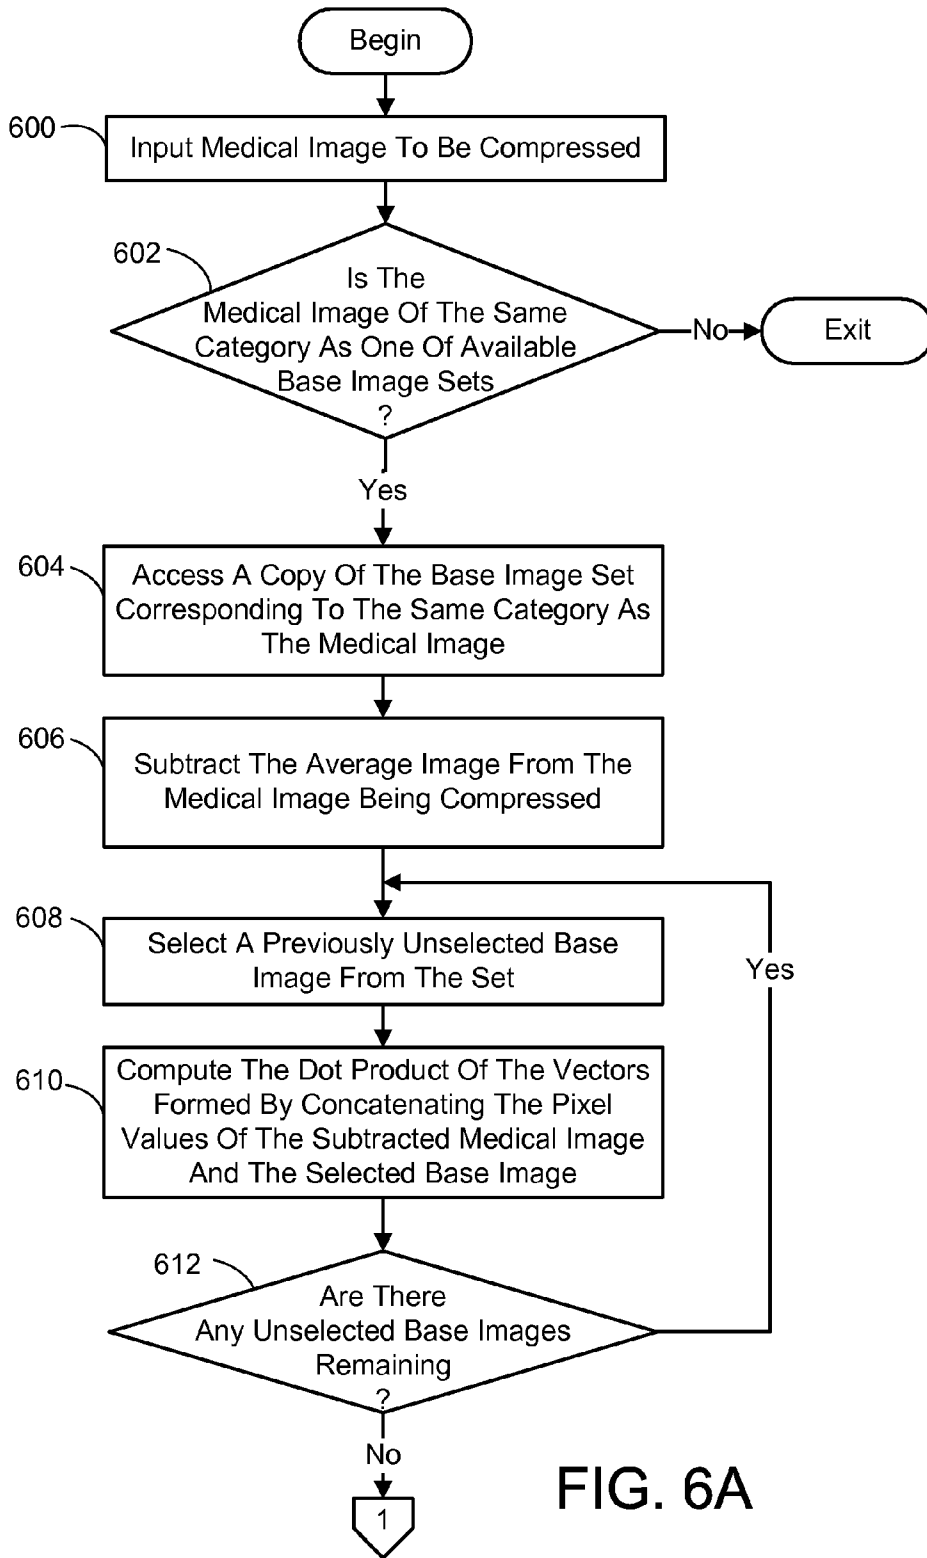 Begin
600
Input Medical Image To Be Compressed
602
Is The
Medical Image Of The Same
Category As One Of Available
Base Image Sets
?
No
Exit
Yes
604
Access A Copy Of The Base Image Set
Corresponding To The Same Category As
The Medical Image
606
Subtract The Average Image From The
Medical Image Being Compressed
608
Select A Previously Unselected Base
Image From The Set
Yes
610
Compute The Dot Product Of The Vectors
Formed By Concatenating The Pixel
Values Of The Subtracted Medical Image
And The Selected Base Image
612
Are There
Any Unselected Base Images
Remaining
?
No
1
FIG. 6A